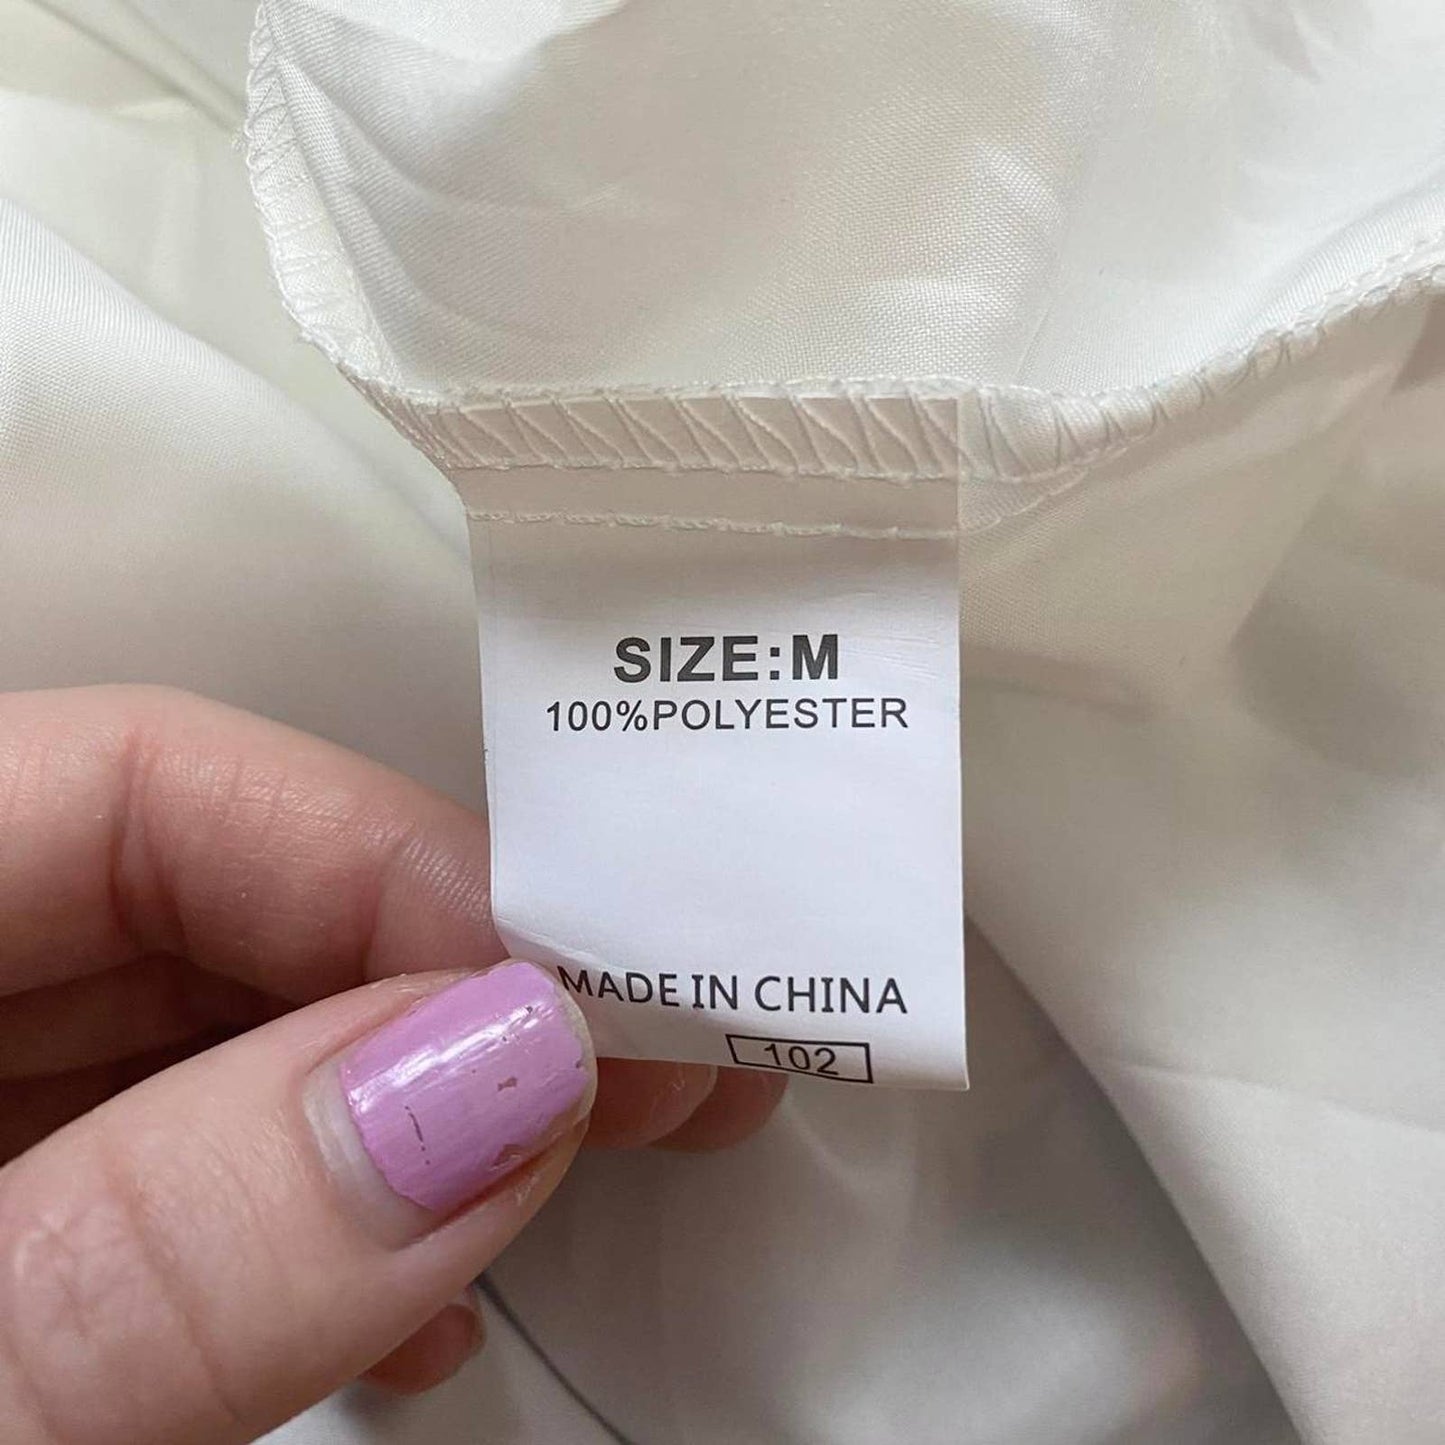 SIZE:M
100%POLYESTER
MADE IN CHINA
102